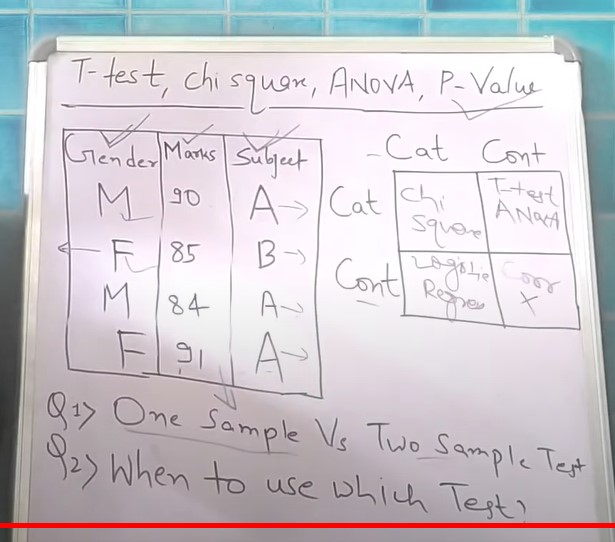 T-test, Chi square, ANOVA, P-Value
Gender Marks Subject
M 90 A
F 85 B
M 84 A
F 91 A
Cat Cont
Cat Chi Square T-test ANOVA
Cont Logistic Regres Corr X
Q1> One Sample Vs Two Sample Test
Q2> When to use which Test?